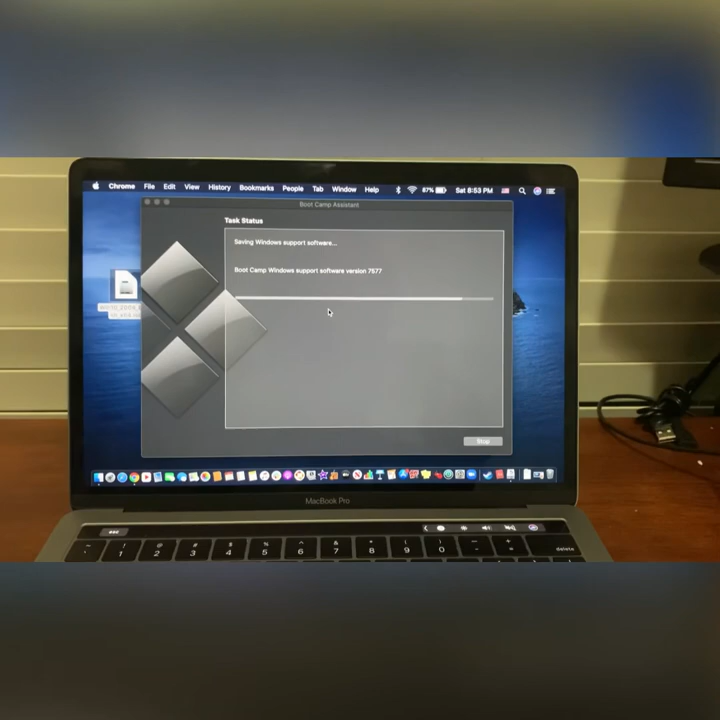 Chrome File Edit View History Bookmarks People Tab Window Help 87% Sat 6:53 PM
Boot Camp Assistant
Task Status
Saving Windows support software...
Boot Camp Windows support software version 7677
Stop
MacBook Pro
esc
~ ! @ # $ % ^ & * ( ) — +
1 2 3 4 5 6 7 8 9 0 - = delete